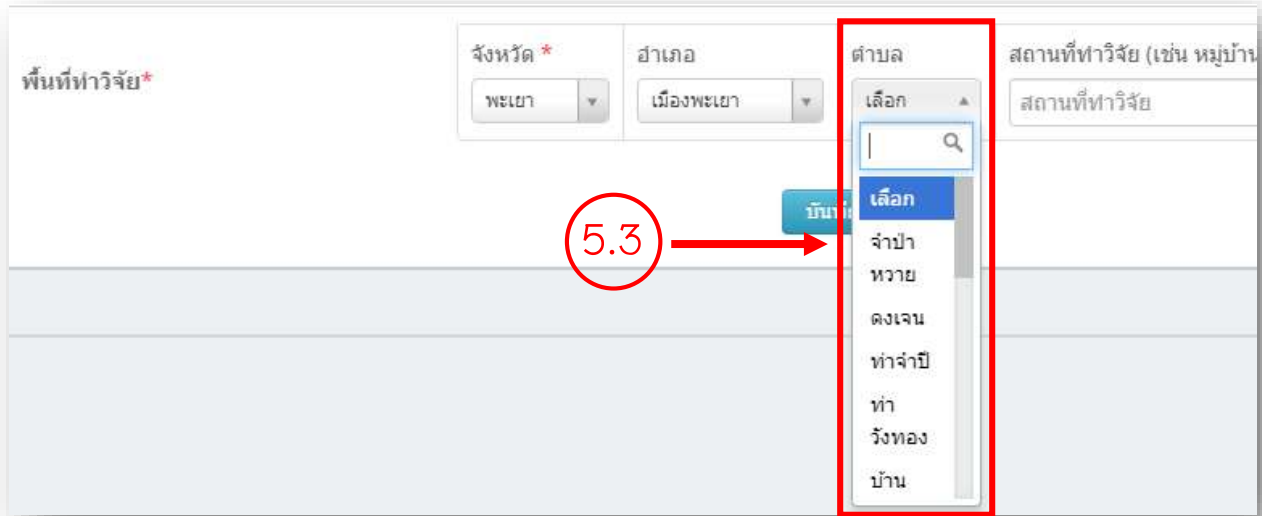 จังหวัด * อำเภอ ตำบล สถานที่ทำวิจัย (เช่น หมู่บ้าน
พื้นที่ทำวิจัย*
พะเยา เมืองพะเยา เลือก สถานที่ทำวิจัย
เลือก
5.3
จำป่า
หวาย
ดงเจน
ท่าจำปี
ท่า
วังทอง
บ้าน